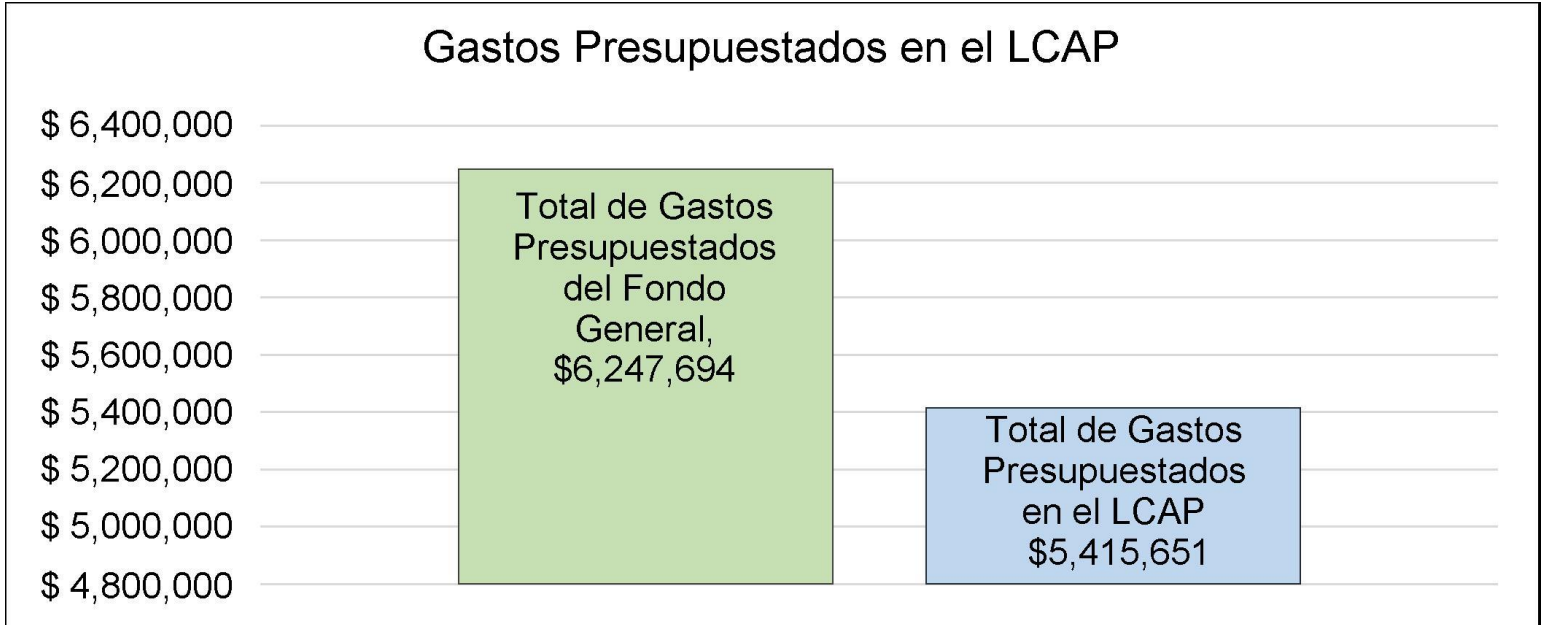 Gastos Presupuestados en el LCAP
$ 6,400,000
$ 6,200,000
$ 6,000,000
$ 5,800,000
$ 5,600,000
$ 5,400,000
$ 5,200,000
$ 5,000,000
$ 4,800,000
Total de Gastos
Presupuestados
del Fondo
General,
$6,247,694
Total de Gastos
Presupuestados
en el LCAP
$5,415,651